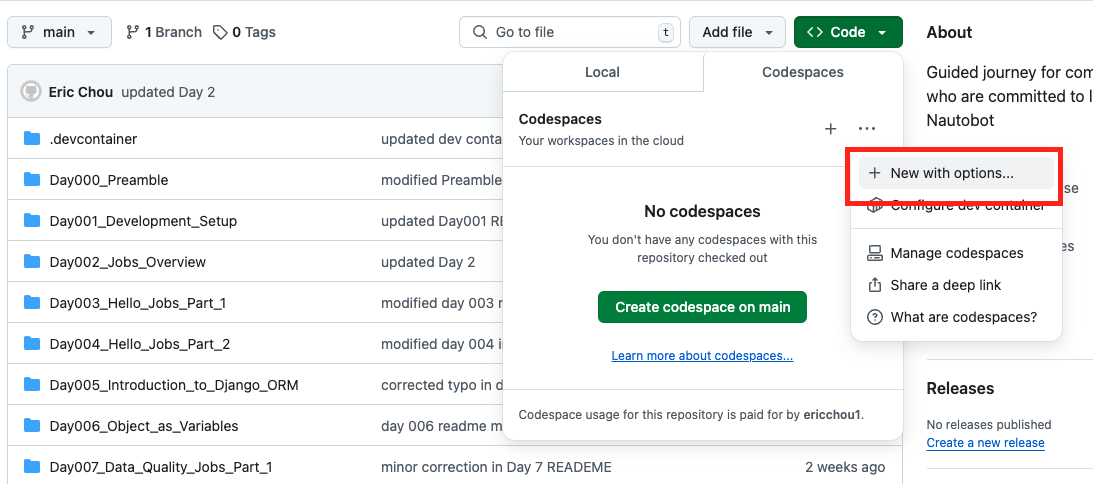 main
1 Branch
0 Tags
Go to file
t
Add file
Code
Eric Chou updated Day 2
.devcontainer updated dev conta
Day000_Preamble modified Preamble
Day001_Development_Setup updated Day001 RE
Day002_Jobs_Overview updated Day 2
Day003_Hello_Jobs_Part_1 modified day 003 r
Day004_Hello_Jobs_Part_2 modified day 004 i
Day005_Introduction_to_Django_ORM corrected typo in d
Day006_Object_as_Variables day 006 readme m
Day007_Data_Quality_Jobs_Part_1 minor correction in Day 7 READEME 2 weeks ago
Local
Codespaces
Codespaces
Your workspaces in the cloud
No codespaces
You don't have any codespaces with this
repository checked out
Create codespace on main
Learn more about codespaces...
Codespace usage for this repository is paid for by ericchou1.
New with options...
Configure dev container
Manage codespaces
Share a deep link
What are codespaces?
About
Guided journey for com
who are committed to l
Nautobot
se
es
Releases
No releases published
Create a new release